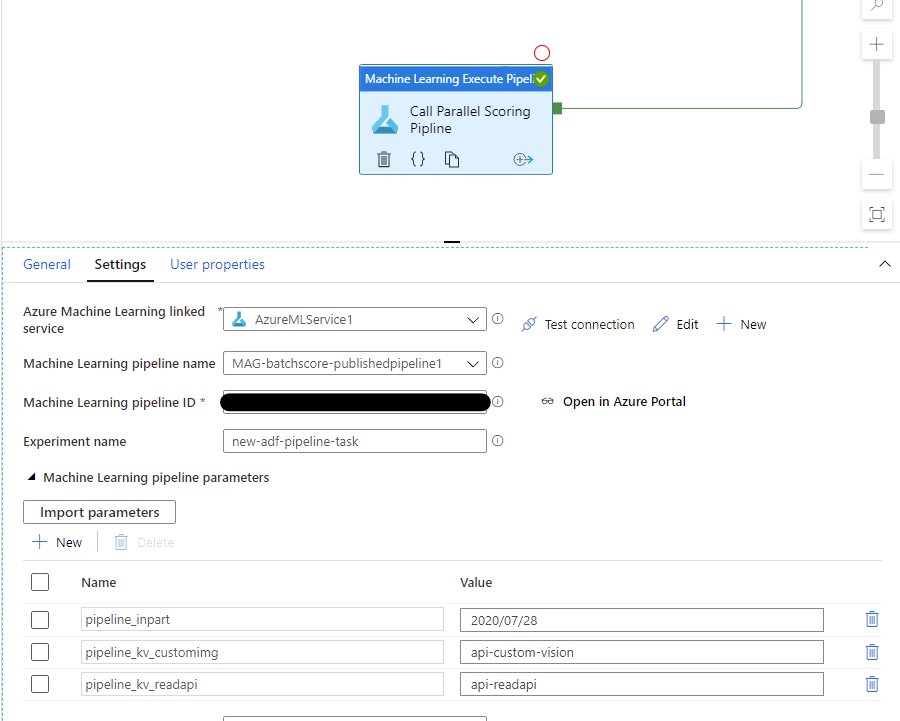 Machine Learning Execute Pipel
Call Parallel Scoring
Pipline
{}
General Settings User properties
Azure Machine Learning linked
service
* AzureMLService1 Test connection Edit New
Machine Learning pipeline name MAG-batchscore-publishedpipeline1
Machine Learning pipeline ID * Open in Azure Portal
Experiment name new-adf-pipeline-task
Machine Learning pipeline parameters
Import parameters
New Delete
Name Value
pipeline_inpart 2020/07/28
pipeline_kv_customimg api-custom-vision
pipeline_kv_readapi api-readapi